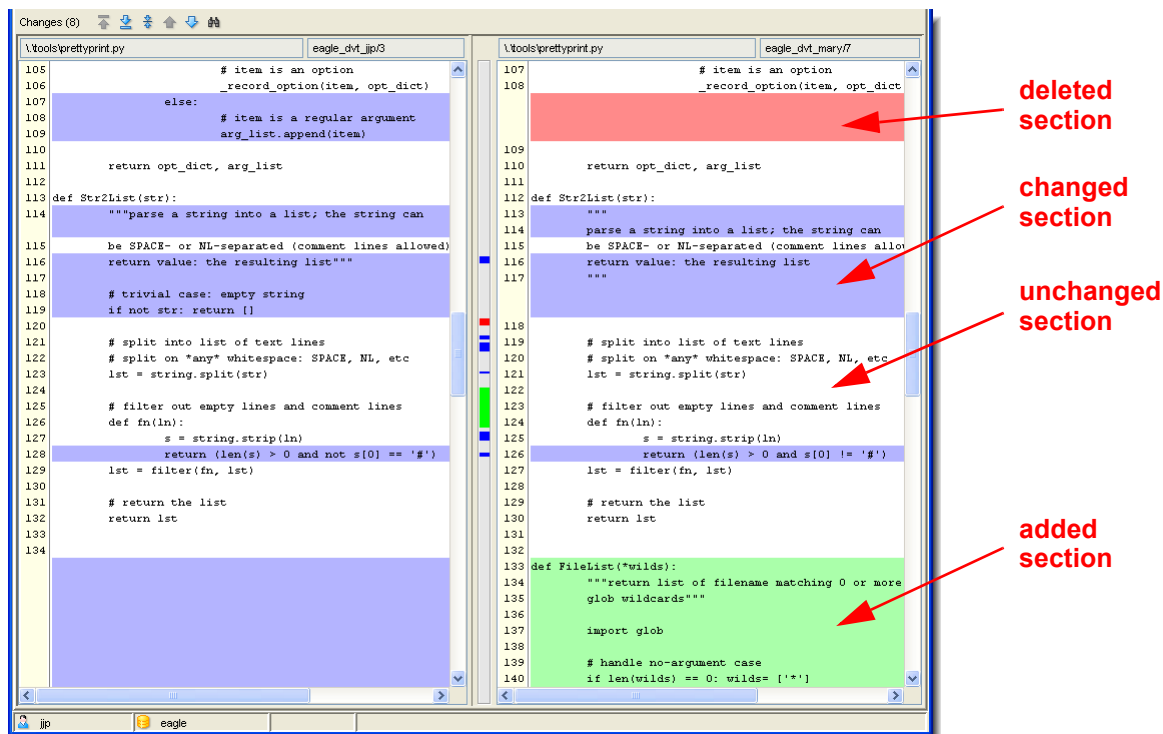 Changes (8)
\.\tools\prettyprint.py
eagle_dvt_jjp/3
105 # item is an option
106 _record_option(item, opt_dict)
107 else:
108 # item is a regular argument
109 arg_list.append(item)
110
111 return opt_dict, arg_list
112
113 def Str2List(str):
114 """parse a string into a list; the string can
115 be SPACE- or NL-separated (comment lines allowed)
116 return value: the resulting list"""
117
118 # trivial case: empty string
119 if not str: return []
120
121 # split into list of text lines
122 # split on *any* whitespace: SPACE, NL, etc
123 lst = string.split(str)
124
125 # filter out empty lines and comment lines
126 def fn(ln):
127 s = string.strip(ln)
128 return (len(s) > 0 and not s[0] == '#')
129 lst = filter(fn, lst)
130
131 # return the list
132 return lst
133
134
\.\tools\prettyprint.py
eagle_dvt_mary/7
107 # item is an option
108 _record_option(item, opt_dict
109
110 return opt_dict, arg_list
111
112 def Str2List(str):
113 """
114 parse a string into a list; the string can
115 be SPACE- or NL-separated (comment lines allow
116 return value: the resulting list
117 """
118
119 # split into list of text lines
120 # split on *any* whitespace: SPACE, NL, etc
121 lst = string.split(str)
122
123 # filter out empty lines and comment lines
124 def fn(ln):
125 s = string.strip(ln)
126 return (len(s) > 0 and s[0] != '#')
127 lst = filter(fn, lst)
128
129 # return the list
130 return lst
131
132
133 def FileList(*wilds):
134 """return list of filename matching 0 or more
135 glob wildcards"""
136
137 import glob
138
139 # handle no-argument case
140 if len(wilds) == 0: wilds= ['*']
deleted
section
changed
section
unchanged
section
added
section
jjp
eagle